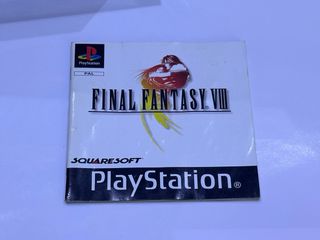 PlayStation
PAL
FINAL FANTASY VIII
SQUARESOFT
PlayStation®